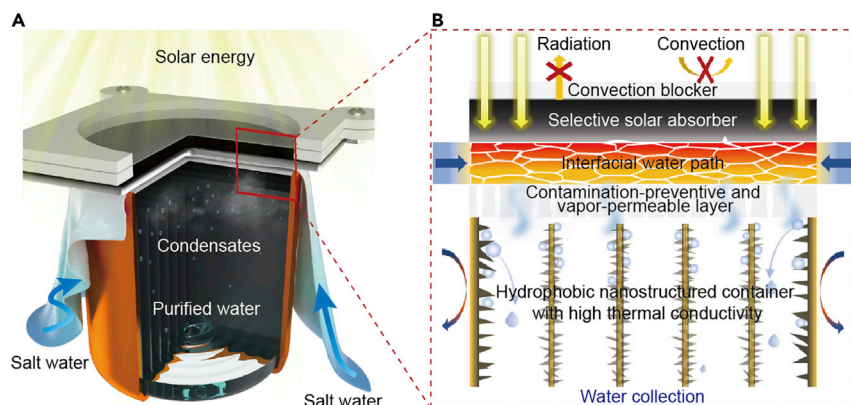 A
Solar energy
Condensates
Purified water
Salt water
Salt water
B
Radiation
Convection
Convection blocker
Selective solar absorber
Interfacial water path
Contamination-preventive and
vapor-permeable layer
Hydrophobic nanostructured container
with high thermal conductivity
Water collection